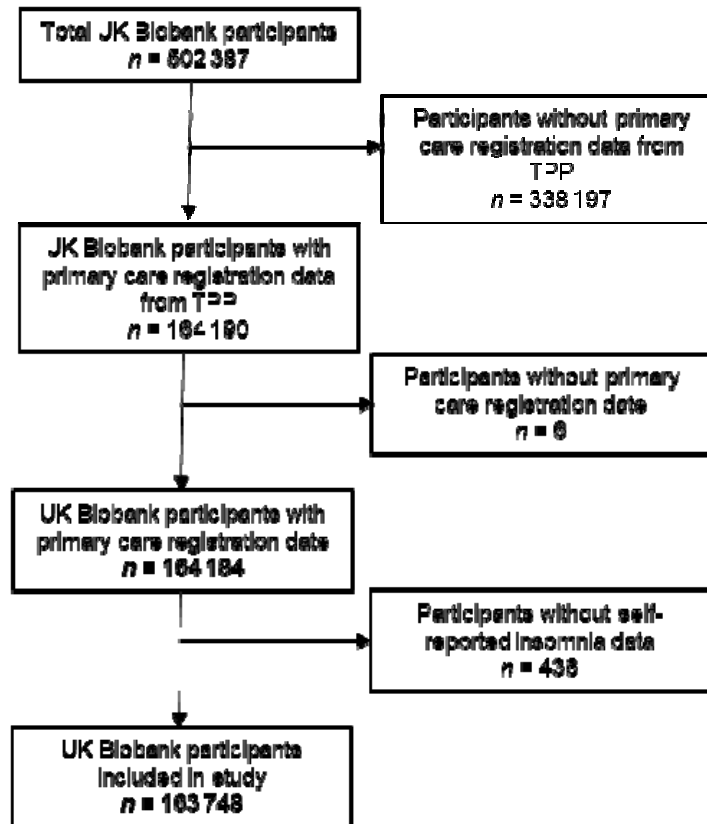 Total JK Biobank participants
n = 502 387
Participants without primary
care registration data from
TPP
n = 338 197
JK Biobank participants with
primary care registration data
from TPP
n = 164 190
Participants without primary
care registration date
n = 6
UK Biobank participants with
primary care registration date
n = 164 184
Participants without self-
reported insomnia data
n = 436
UK Biobank participants
included in study
n = 163 748